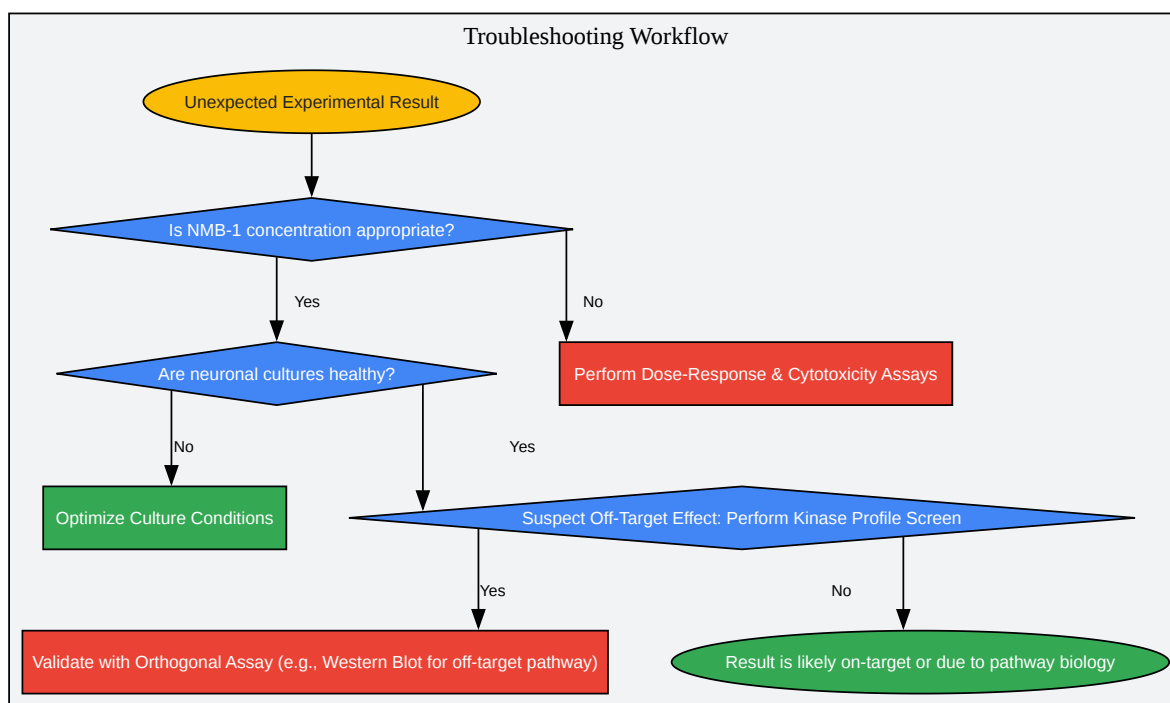 Troubleshooting Workflow
Unexpected Experimental Result
Is NMB-1 concentration appropriate?
Yes
No
Are neuronal cultures healthy?
Perform Dose-Response & Cytotoxicity Assays
No
Yes
Optimize Culture Conditions
Suspect Off-Target Effect: Perform Kinase Profile Screen
Yes
No
Validate with Orthogonal Assay (e.g., Western Blot for off-target pathway)
Result is likely on-target or due to pathway biology